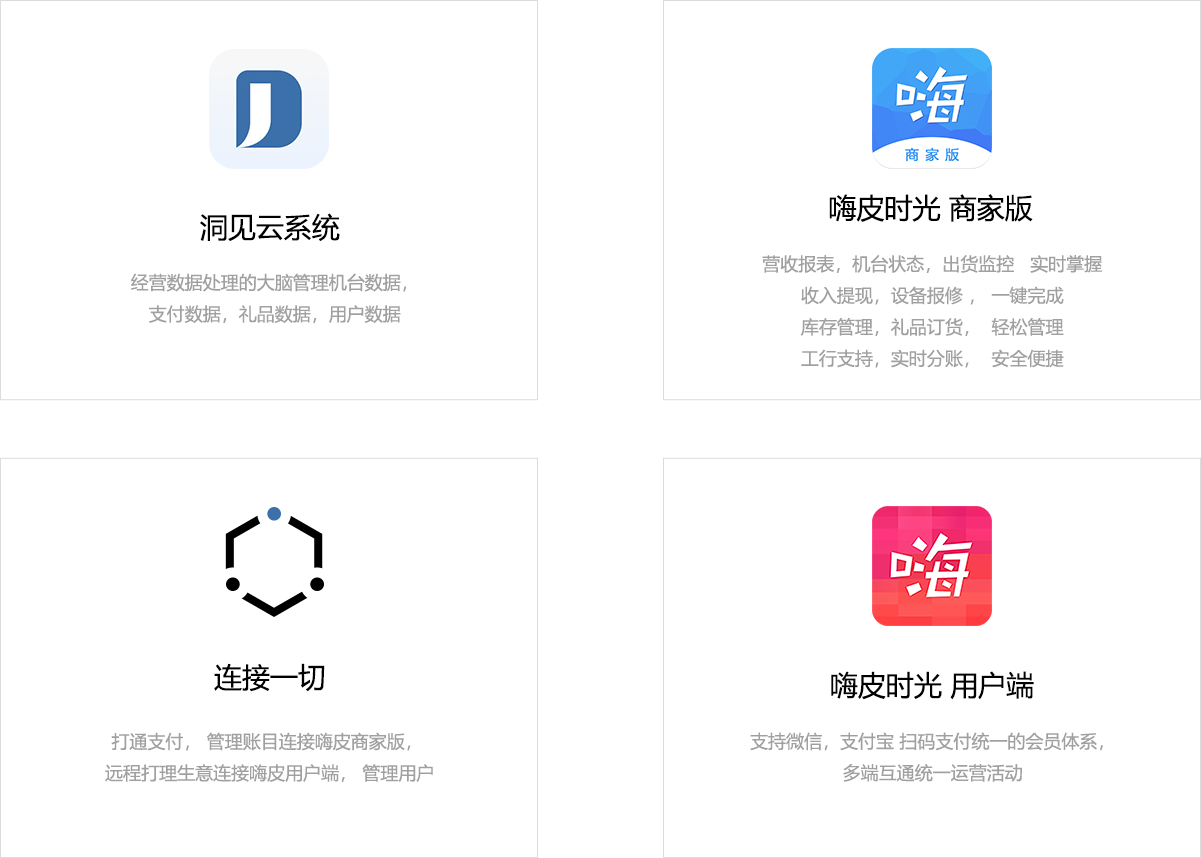 洞见云系统
经营数据处理的大脑管理机台数据，
支付数据，礼品数据，用户数据
嗨
商家版
嗨皮时光 商家版
营收报表，机台状态，出货监控 实时掌握
收入提现，设备报修 ， 一键完成
库存管理，礼品订货， 轻松管理
工行支持，实时分账， 安全便捷
连接一切
打通支付， 管理账目连接嗨皮商家版，
远程打理生意连接嗨皮用户端， 管理用户
嗨
嗨皮时光 用户端
支持微信，支付宝 扫码支付统一的会员体系，
多端互通统一运营活动